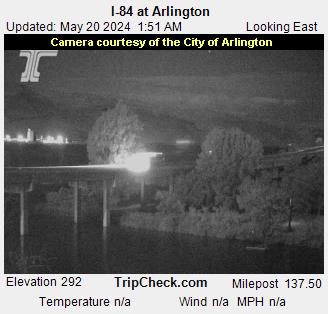 I-84 at Arlington
Updated: May 20 2024 1:51 AM Looking East
Camera courtesy of the City of Arlington
Elevation 292 TripCheck.com Milepost 137.50
Temperature n/a Wind n/a MPH n/a